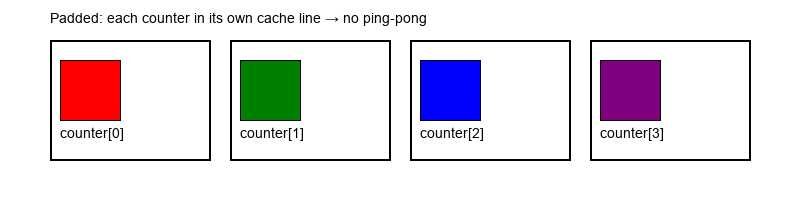 Padded: each counter in its own cache line → no ping-pong
counter[0]
counter[1]
counter[2]
counter[3]